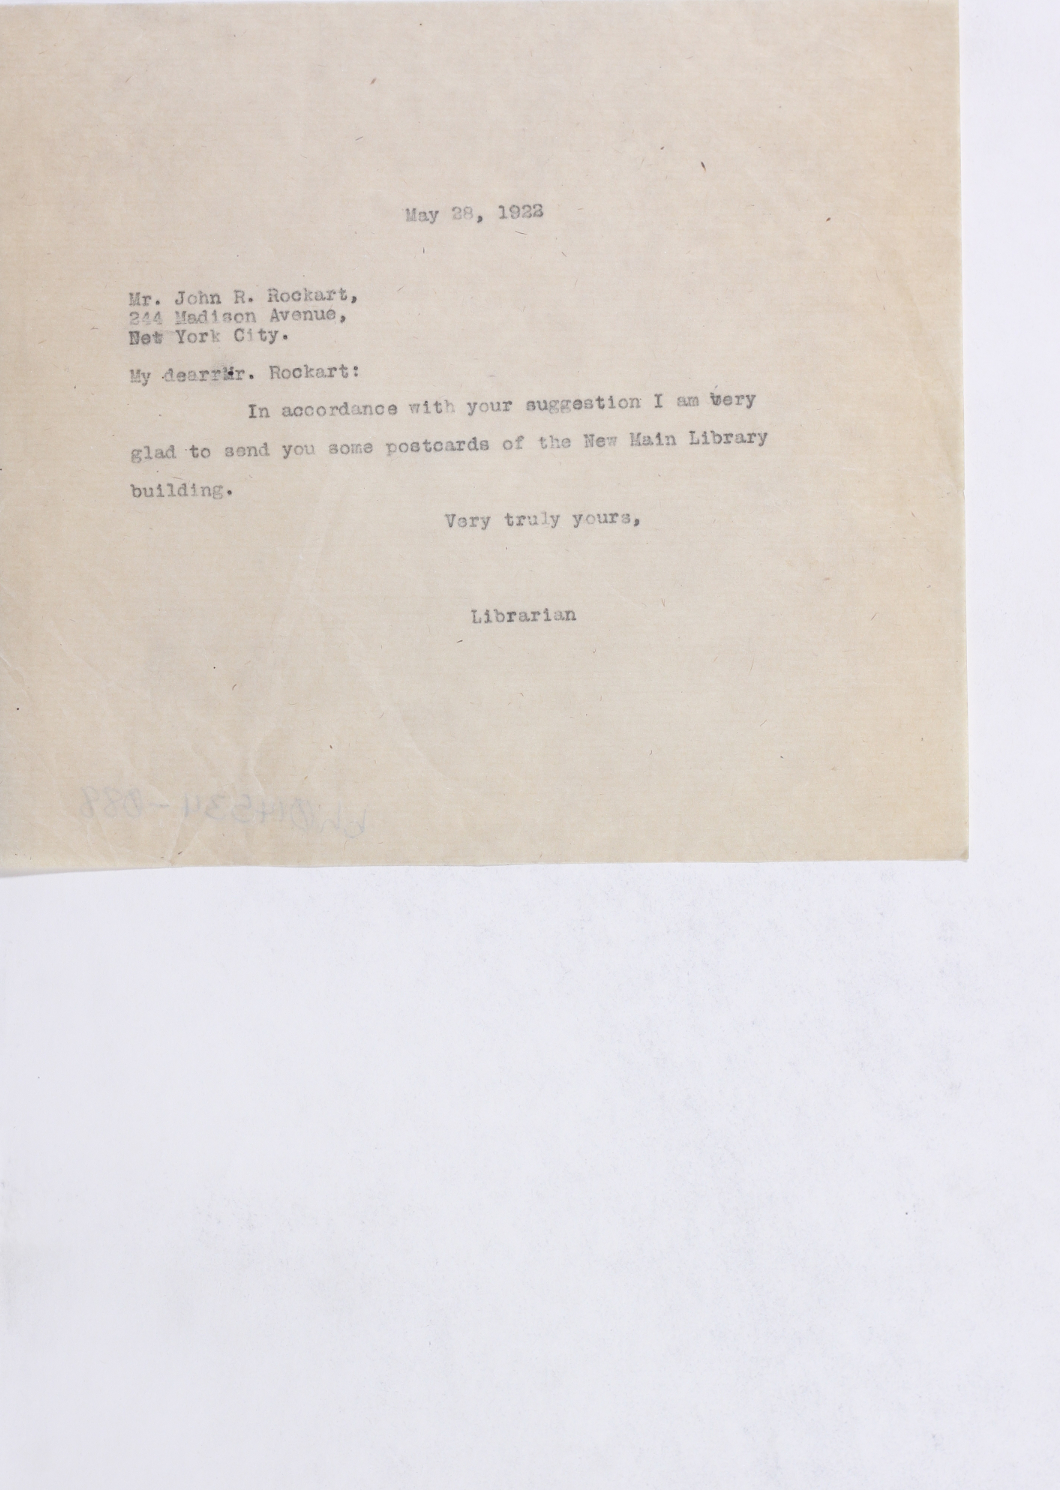 May 28, 1922
Mr. John R. Rockart,
244 Madison Avenue,
Net York City.
My dearrMr. Rockart:
In accordance with your suggestion I am very
glad to send you some postcards of the New Main Library
building.
Very truly yours,
Librarian